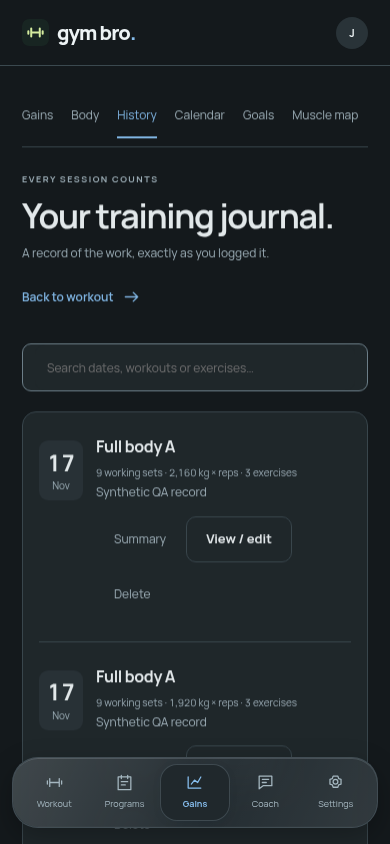 gym bro.
J
Gains Body History Calendar Goals Muscle map
EVERY SESSION COUNTS
Your training journal.
A record of the work, exactly as you logged it.
Back to workout →
Search dates, workouts or exercises...
17
Nov
Full body A
9 working sets · 2,160 kg × reps · 3 exercises
Synthetic QA record
Summary View / edit
Delete
17
Nov
Full body A
9 working sets · 1,920 kg × reps · 3 exercises
Synthetic QA record
Workout Programs Gains Coach Settings